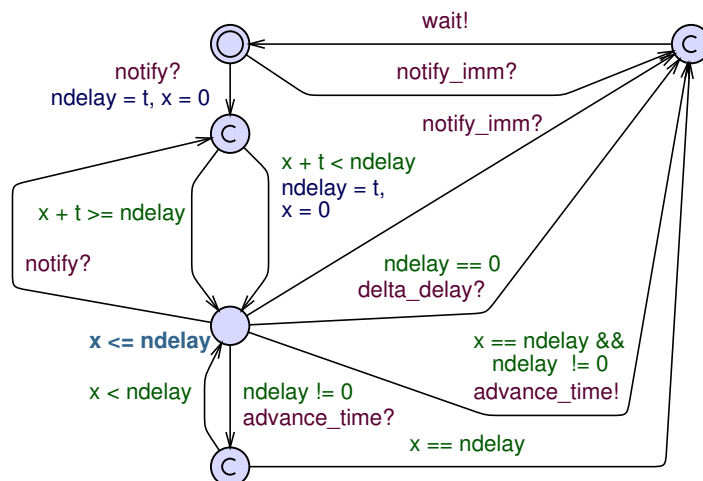 wait!
C
notify?
notify_imm?
ndelay = t, x = 0
notify_imm?
C
x + t < ndelay
ndelay = t,
x = 0
x + t >= ndelay
notify?
ndelay == 0
delta_delay?
x <= ndelay
x == ndelay &&
ndelay != 0
advance_time!
x < ndelay
ndelay != 0
advance_time?
x == ndelay
C